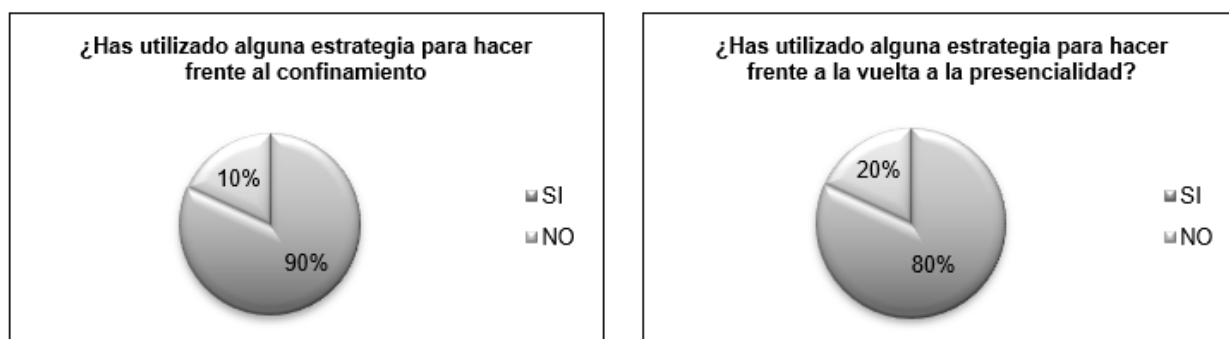 ¿Has utilizado alguna estrategia para hacer
frente al confinamiento
10%
90%
SI
NO
¿Has utilizado alguna estrategia para hacer
frente a la vuelta a la presencialidad?
20%
80%
SI
NO